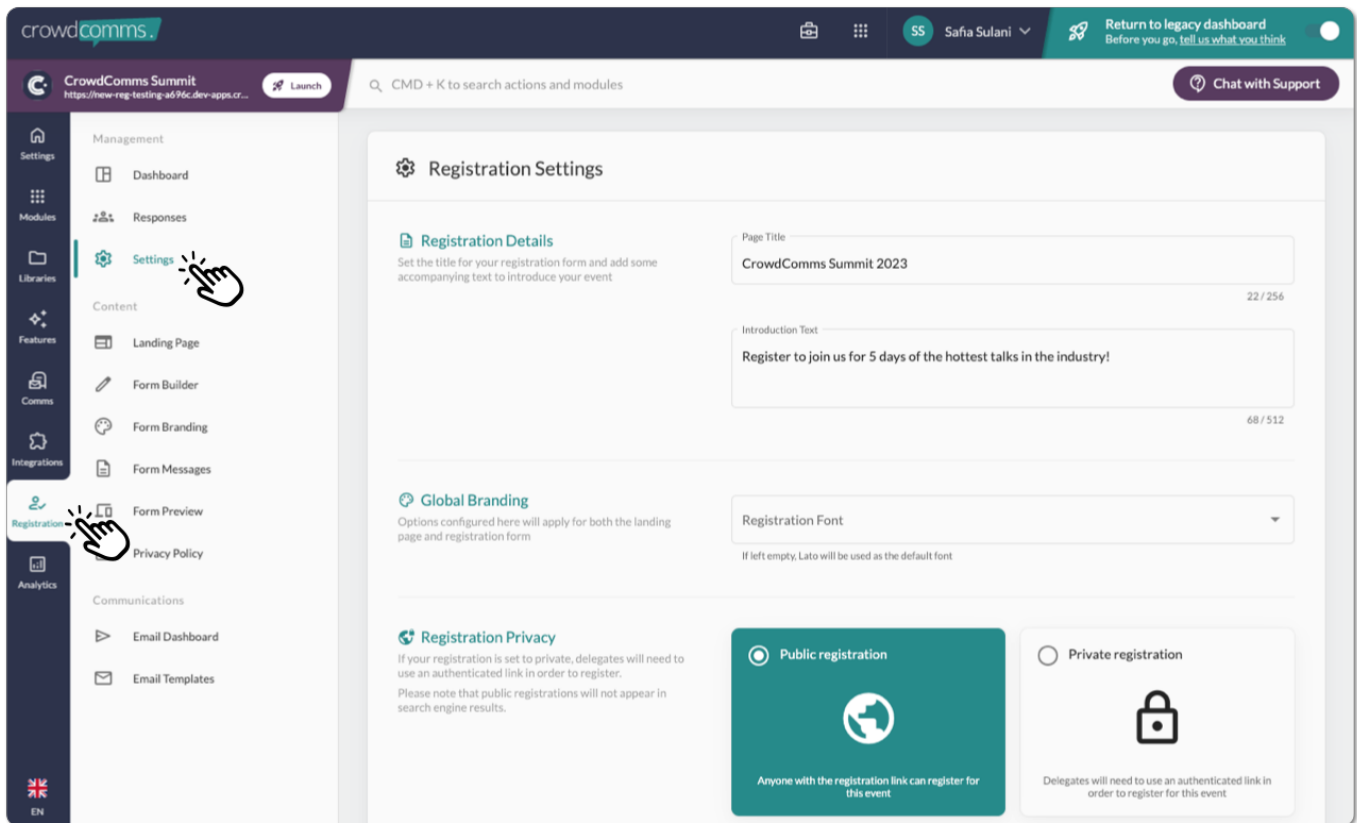 crowdcomms.
SS
Safia Sulani
Return to legacy dashboard
Before you go, tell us what you think
CrowdComms Summit
https://new-reg-testing-a696c.dev-apps.cr...
Launch
CMD + K to search actions and modules
Chat with Support
Settings
Modules
Libraries
Features
Comms
Integrations
Registration
Analytics
EN
Management
Dashboard
Responses
Settings
Content
Landing Page
Form Builder
Form Branding
Form Messages
Form Preview
Privacy Policy
Communications
Email Dashboard
Email Templates
Registration Settings
Registration Details
Set the title for your registration form and add some
accompanying text to introduce your event
Page Title
CrowdComms Summit 2023
22 / 256
Introduction Text
Register to join us for 5 days of the hottest talks in the industry!
68 / 512
Global Branding
Options configured here will apply for both the landing
page and registration form
Registration Font
If left empty, Lato will be used as the default font
Registration Privacy
If your registration is set to private, delegates will need to
use an authenticated link in order to register.
Please note that public registrations will not appear in
search engine results.
Public registration
Anyone with the registration link can register for
this event
Private registration
Delegates will need to use an authenticated link in
order to register for this event